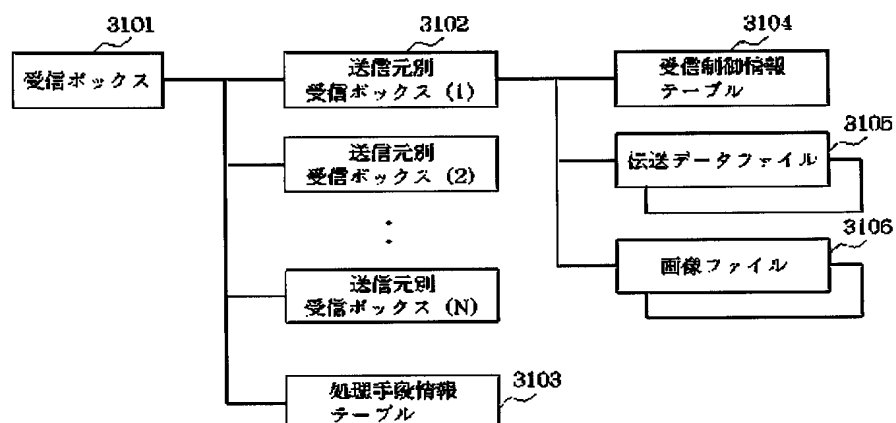 3101
受信ボックス
3102
送信元別
受信ボックス (1)
送信元別
受信ボックス (2)
送信元別
受信ボックス (N)
処理手段情報
テーブル
3103
3104
受信制御情報
テーブル
3105
伝送データファイル
3106
画像ファイル